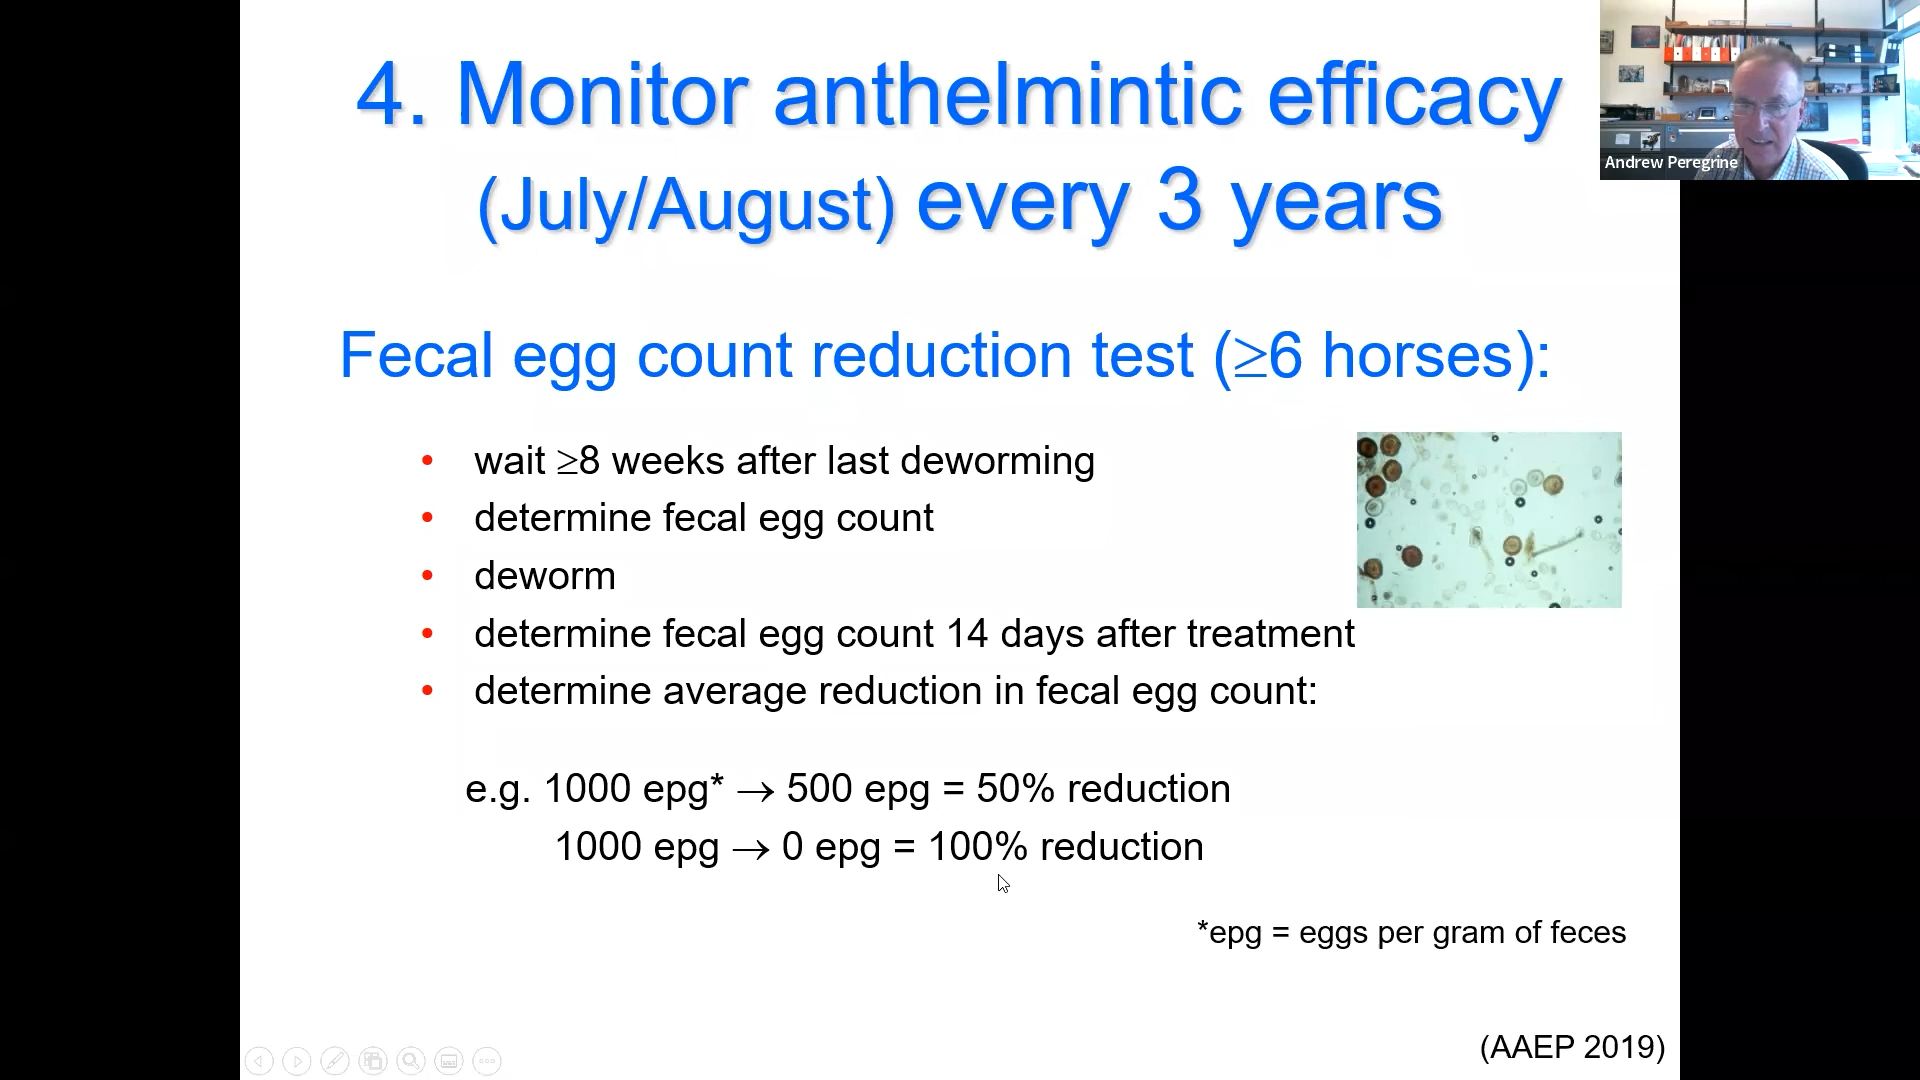 4. Monitor anthelmintic efficacy
(July/August) every 3 years
Andrew Peregrine
Fecal egg count reduction test (≥6 horses):
• wait ≥8 weeks after last deworming
• determine fecal egg count
• deworm
• determine fecal egg count 14 days after treatment
• determine average reduction in fecal egg count:
e.g. 1000 epg* → 500 epg = 50% reduction
1000 epg → 0 epg = 100% reduction
*epg = eggs per gram of feces
(AAEP 2019)